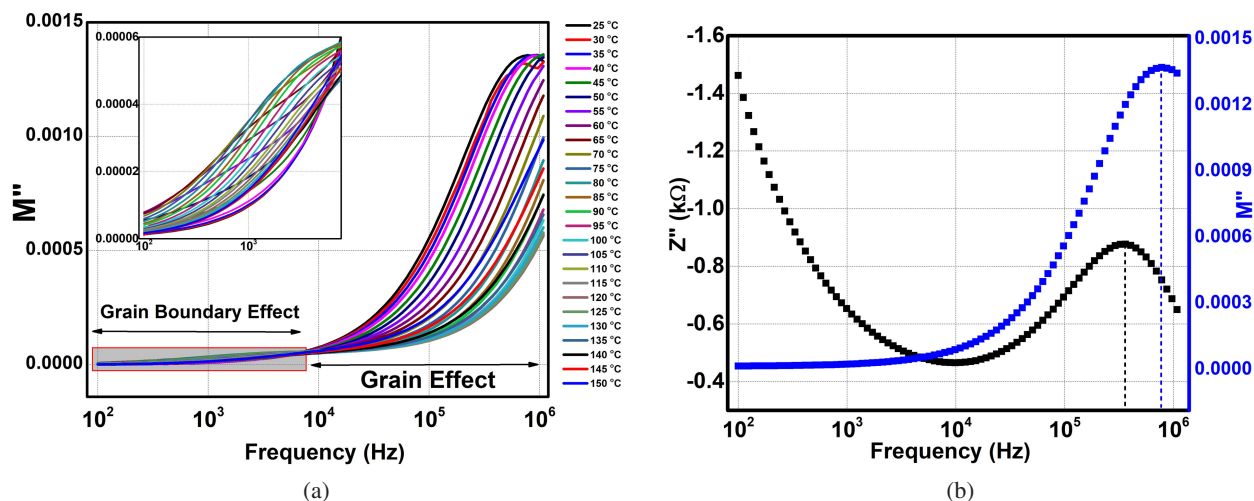 0.0015
0.0010
0.0005
0.0000
M''
0.00006
0.00004
0.00002
0.00000
10²
10³
Grain Boundary Effect
Grain Effect
10²
10³
10⁴
10⁵
10⁶
Frequency (Hz)
25 °C
30 °C
35 °C
40 °C
45 °C
50 °C
55 °C
60 °C
65 °C
70 °C
75 °C
80 °C
85 °C
90 °C
95 °C
100 °C
105 °C
110 °C
115 °C
120 °C
125 °C
130 °C
135 °C
140 °C
145 °C
150 °C
(a)
-1.6
-1.4
-1.2
-1.0
-0.8
-0.6
-0.4
Z'' (kΩ)
10²
10³
10⁴
10⁵
10⁶
Frequency (Hz)
0.0015
0.0012
0.0009
0.0006
0.0003
0.0000
M''
(b)